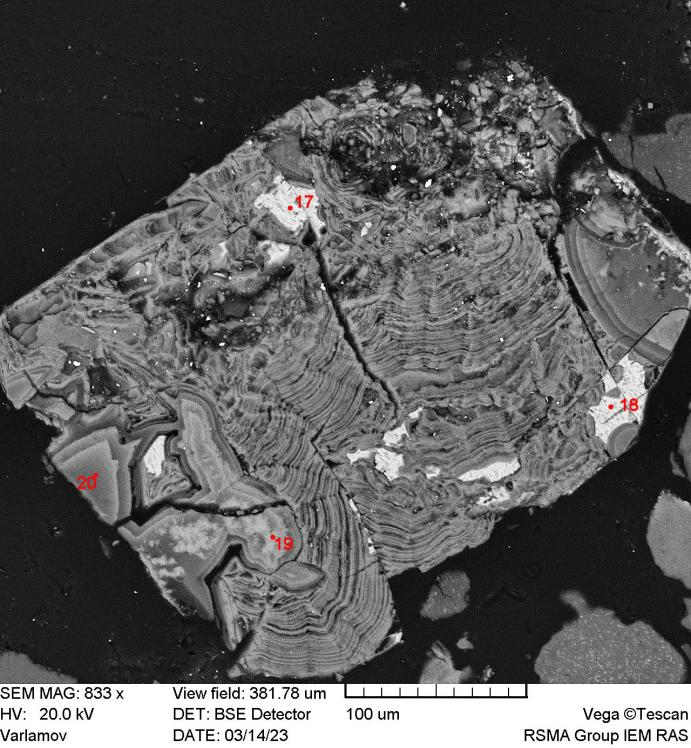 17
18
20
19
SEM MAG: 833 x View field: 381.78 um
HV: 20.0 kV DET: BSE Detector 100 um Vega ©Tescan
Varlamov DATE: 03/14/23 RSMA Group IEM RAS